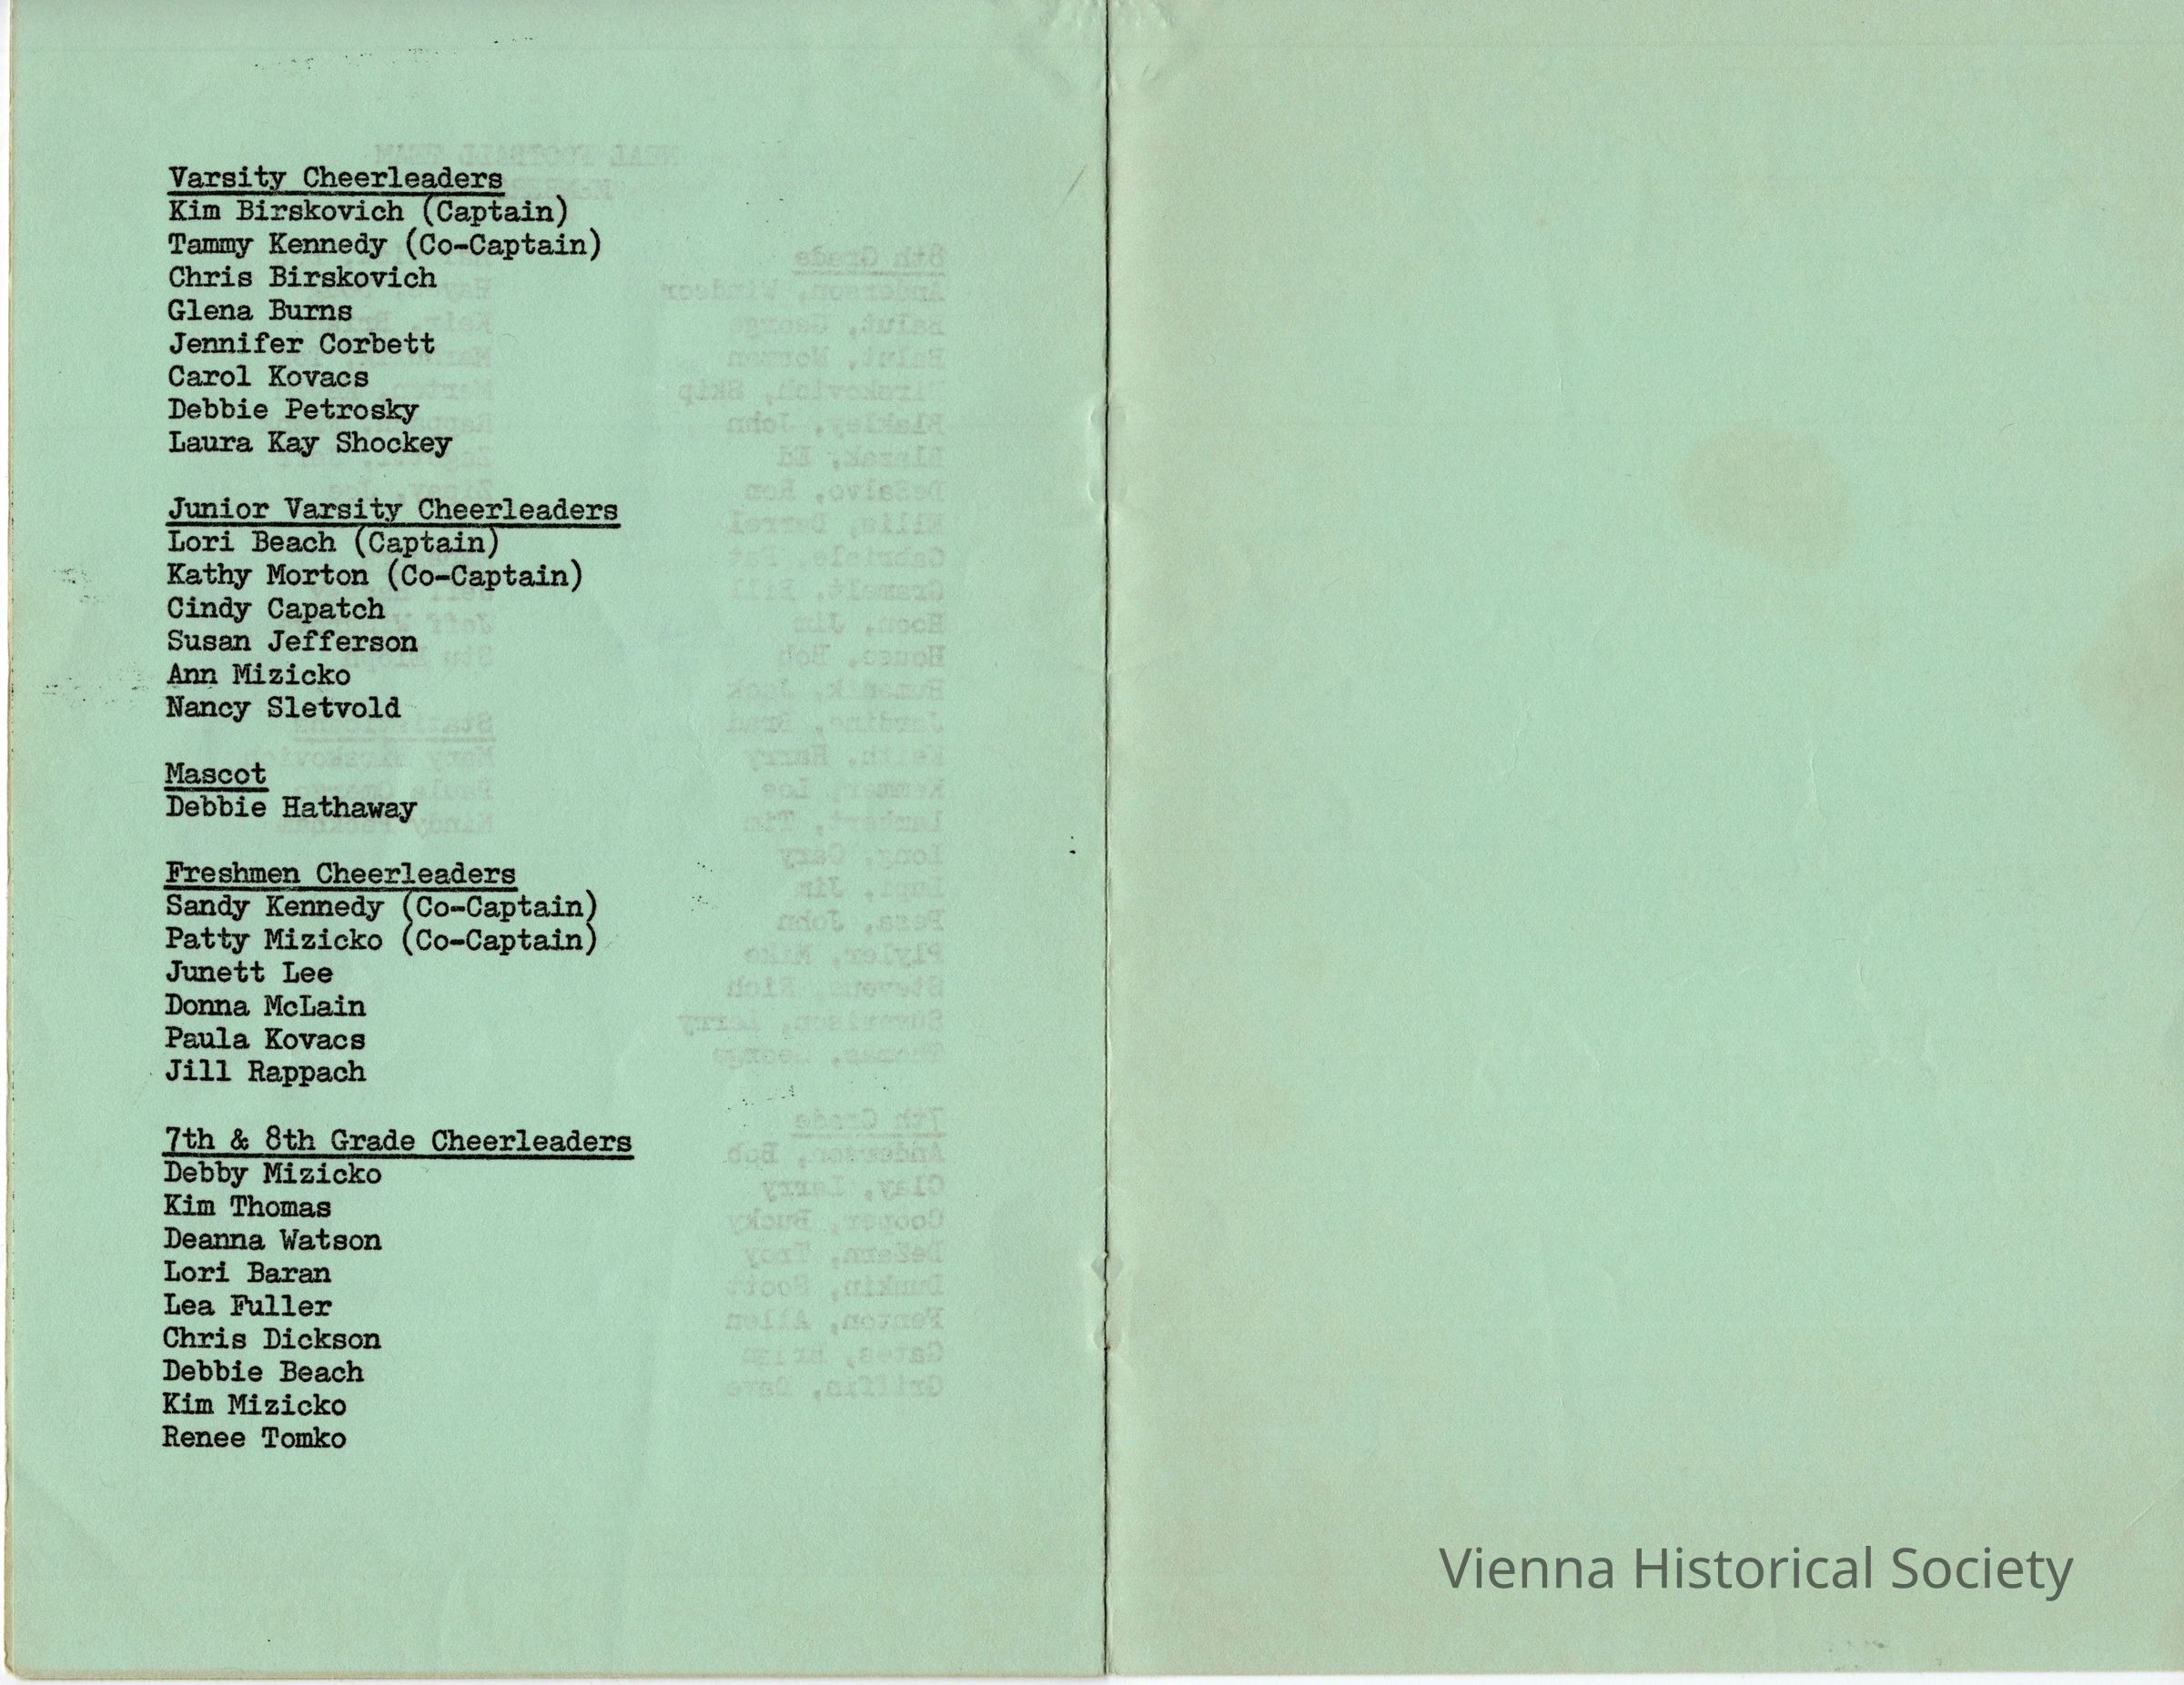 Varsity Cheerleaders
Kim Birskovich (Captain)
Tammy Kennedy (Co-Captain)
Chris Birskovich
Glena Burns
Jennifer Corbett
Carol Kovacs
Debbie Petrosky
Laura Kay Shockey
Junior Varsity Cheerleaders
Lori Beach (Captain)
Kathy Morton (Co-Captain)
Cindy Capatch
Susan Jefferson
Ann Mizicko
Nancy Sletvold
Mascot
Debbie Hathaway
Freshmen Cheerleaders
Sandy Kennedy (Co-Captain)
Patty Mizicko (Co-Captain)
Junett Lee
Donna McLain
Paula Kovacs
Jill Rappach
7th & 8th Grade Cheerleaders
Debby Mizicko
Kim Thomas
Deanna Watson
Lori Baran
Lea Fuller
Chris Dickson
Debbie Beach
Kim Mizicko
Renee Tomko
Vienna Historical Society